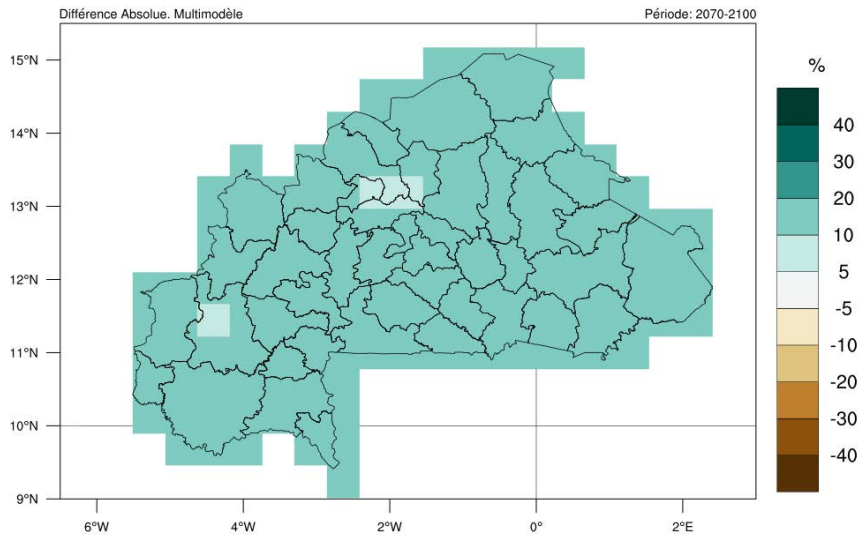 Différence Absolue. Multimodèle
Période: 2070-2100
15°N
14°N
13°N
12°N
11°N
10°N
9°N
6°W
4°W
2°W
0°
2°E
%
40
30
20
10
5
-5
-10
-20
-30
-40